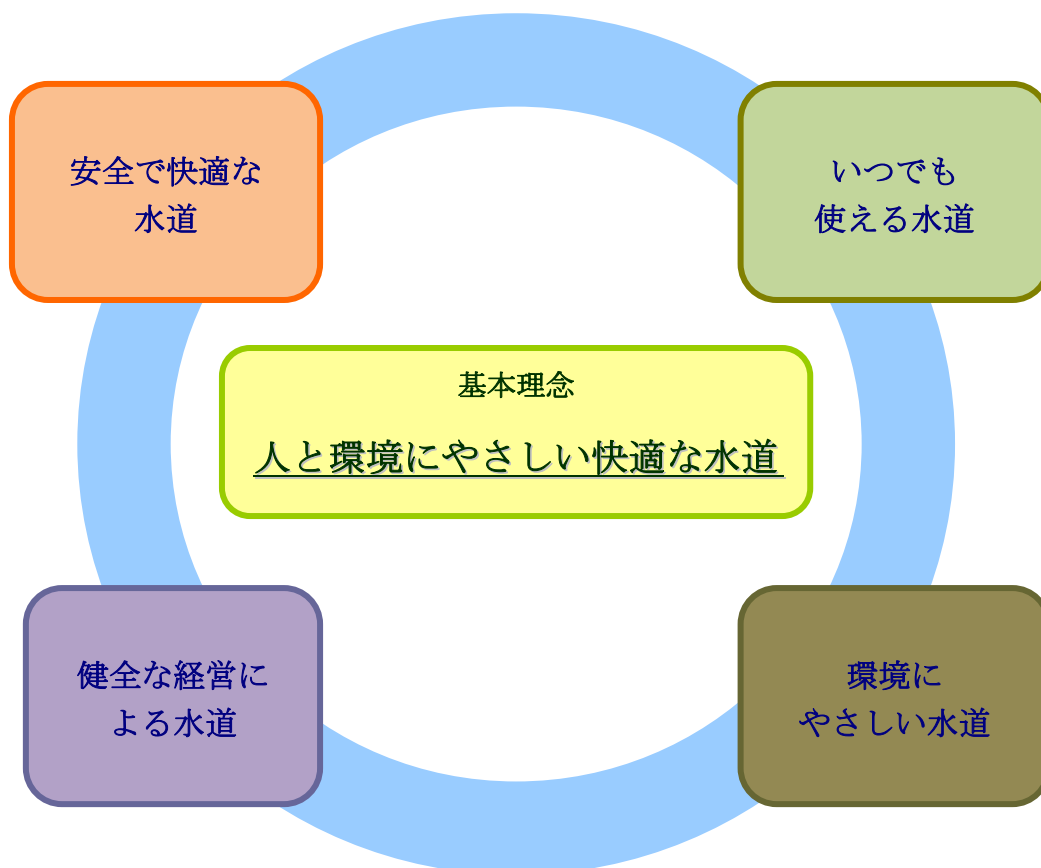 安全で快適な
水道
いつでも
使える水道
基本理念
人と環境にやさしい快適な水道
健全な経営に
よる水道
環境に
やさしい水道